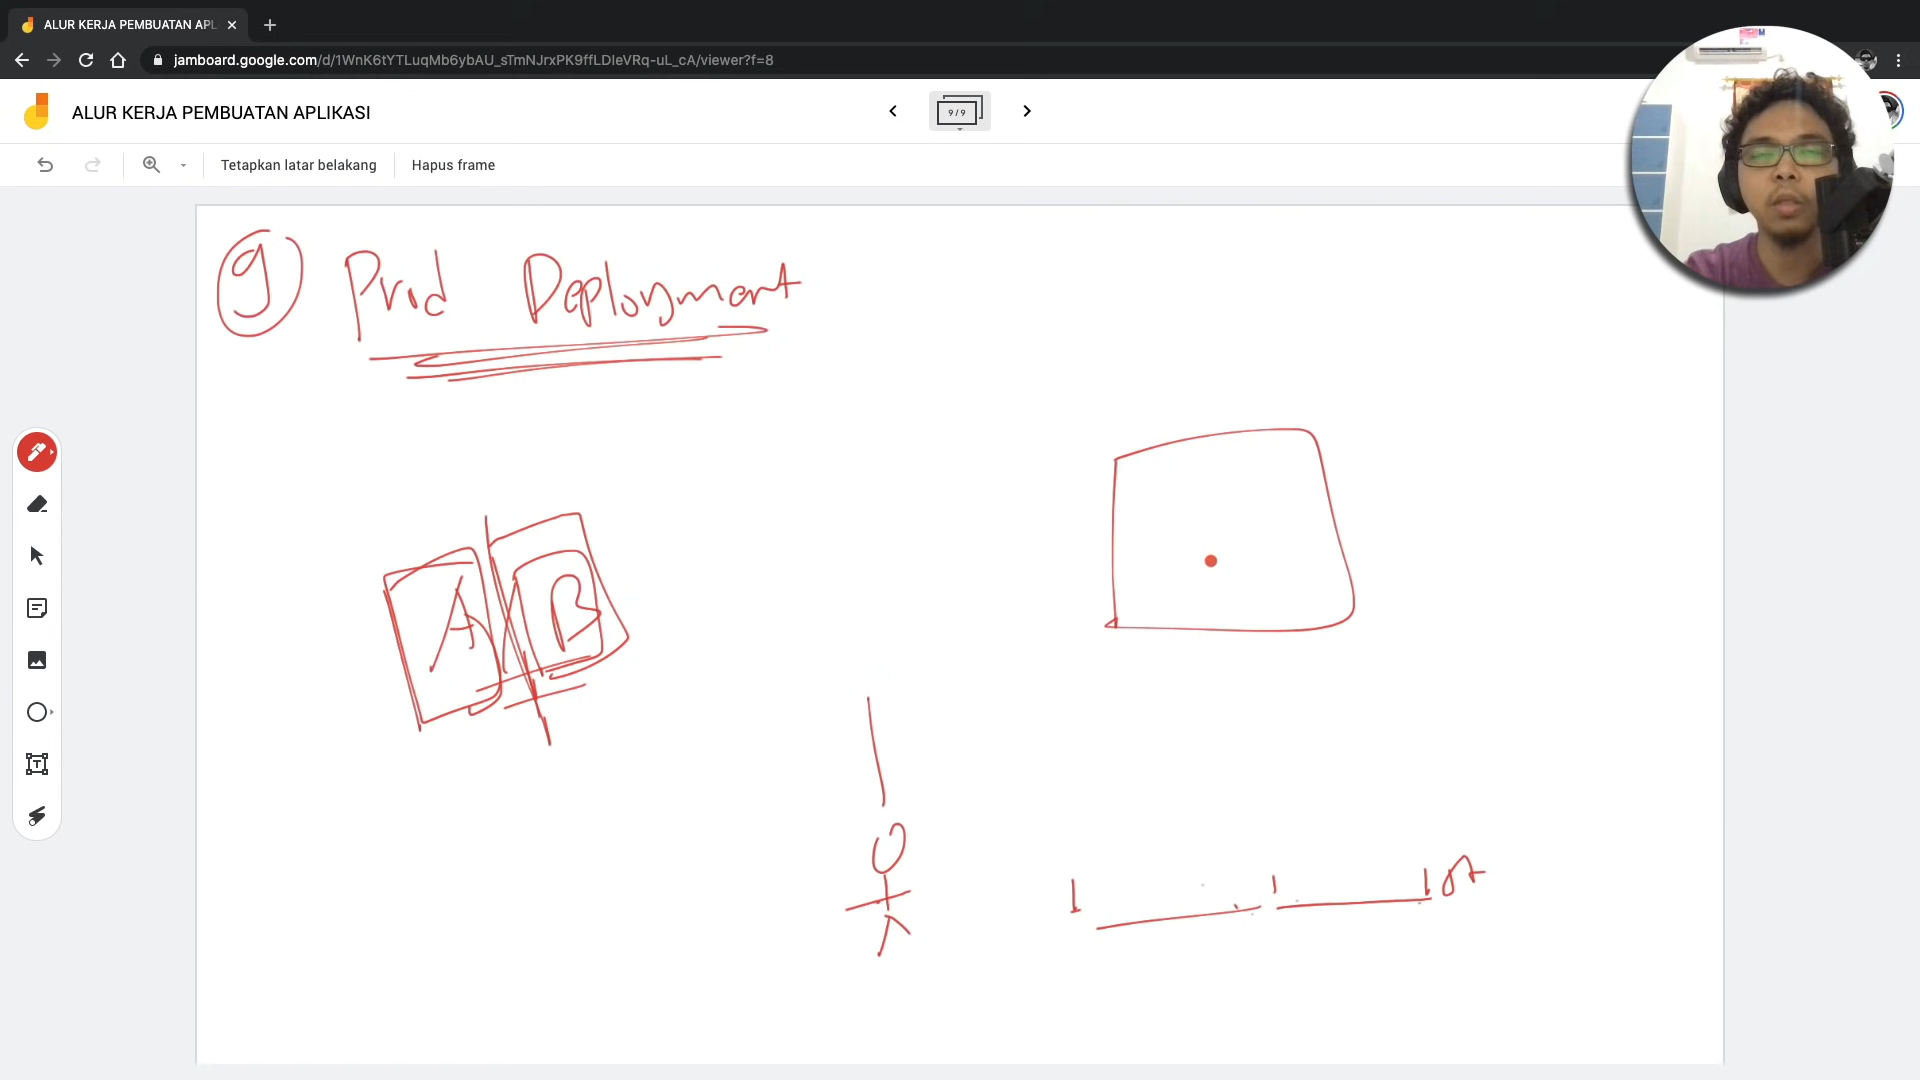 ALUR KERJA PEMBUATAN APL
jamboard.google.com/d/1WnK6tYTLuqMb6ybAU_sTmNJrxPK9ffLDIeVRq-uL_cA/viewer?f=8
ALUR KERJA PEMBUATAN APLIKASI
9/9
Tetapkan latar belakang
Hapus frame
9 Prod Deployment
A B